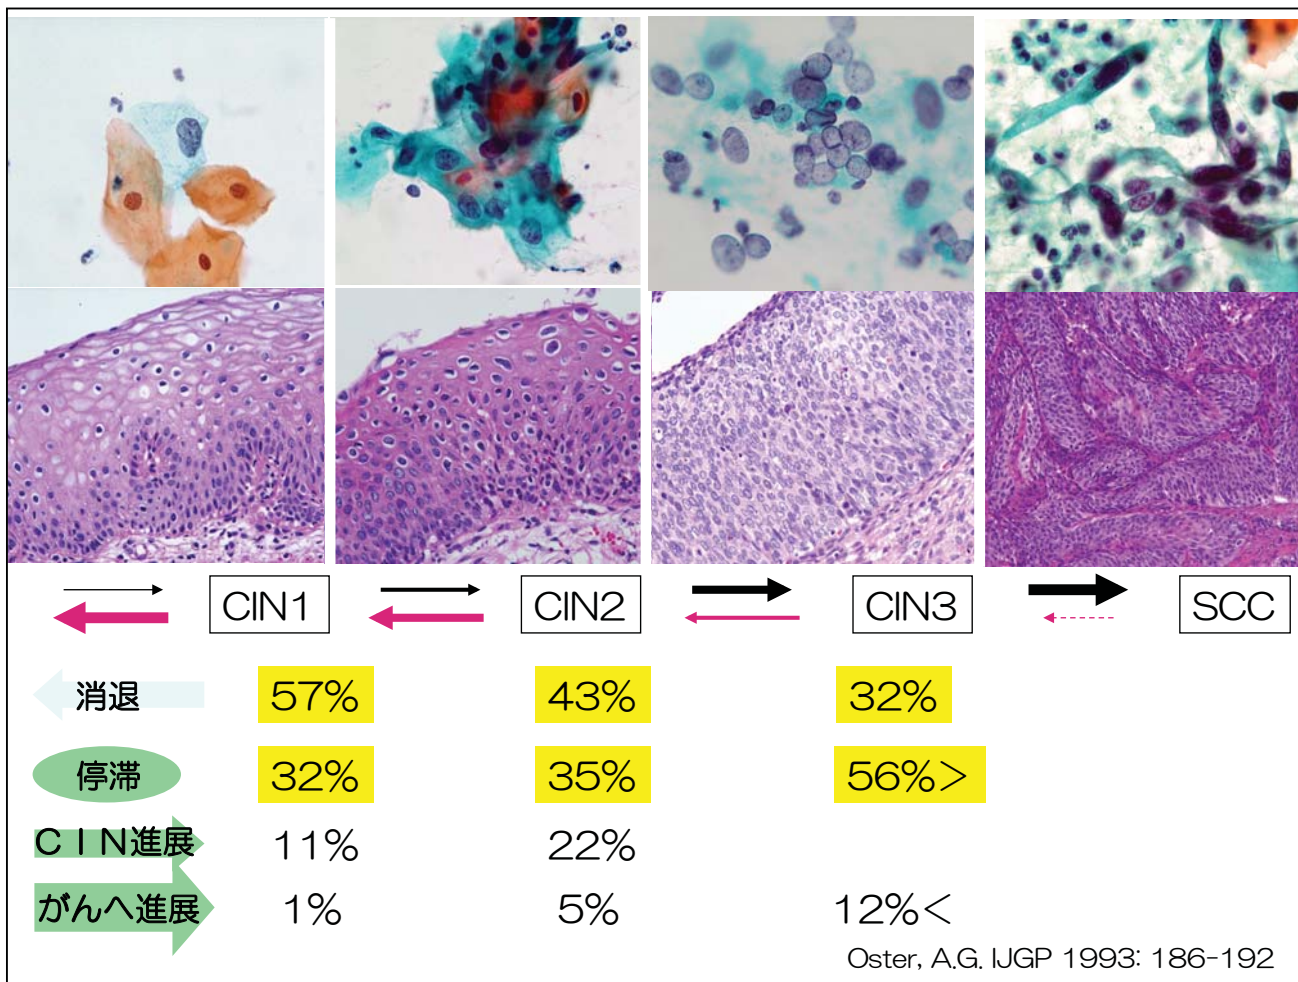 CIN1 CIN2 CIN3 SCC
消退 57% 43% 32%
停滞 32% 35% 56%>
ＣＩＮ進展 11% 22%
がんへ進展 1% 5% 12%<
Oster, A.G. IJGP 1993: 186-192